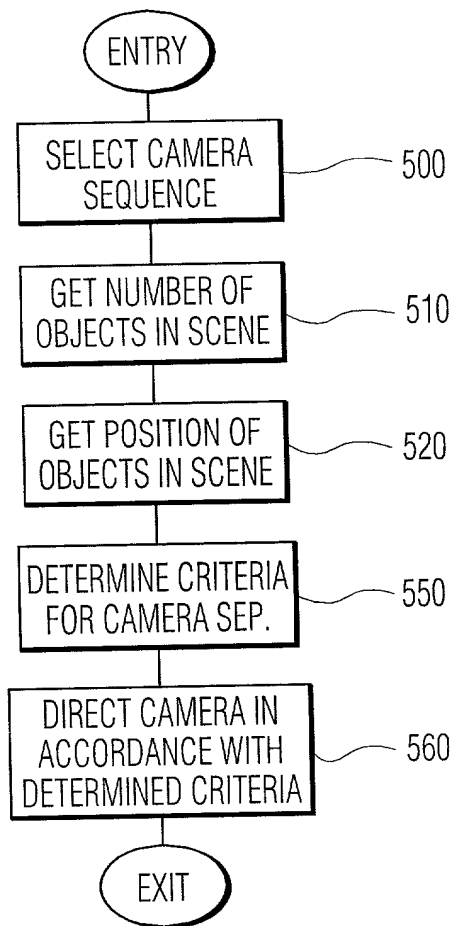 ENTRY
SELECT CAMERA
SEQUENCE
500
GET NUMBER OF
OBJECTS IN SCENE
510
GET POSITION OF
OBJECTS IN SCENE
520
DETERMINE CRITERIA
FOR CAMERA SEP.
550
DIRECT CAMERA IN
ACCORDANCE WITH
DETERMINED CRITERIA
560
EXIT